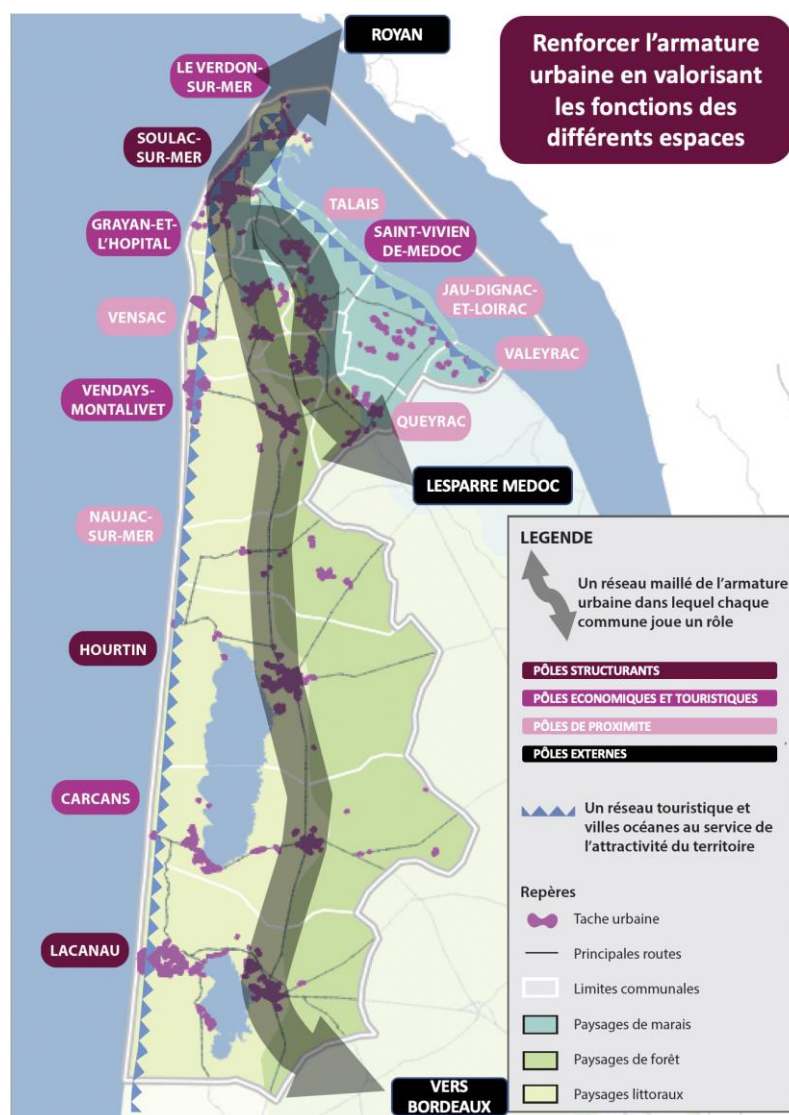 ROYAN
Renforcer l'armature
urbaine en valorisant
les fonctions des
différents espaces
LE VERDON-
SUR-MER
SOULAC-
SUR-MER
TALAIS
GRAYAN-ET-
L'HOPITAL
SAINT-VIVIEN
DE-MEDOC
JAU-DIGNAC-
ET-LOIRAC
VENSAC
VALEYRAC
VENDAYS-
MONTALIVET
QUEYRAC
LESPARRE MEDOC
NAUJAC-
SUR-MER
HOURTIN
CARCANS
LACANAU
VERS
BORDEAUX
LEGENDE
Un réseau maillé de l'armature
urbaine dans lequel chaque
commune joue un rôle
PÔLES STRUCTURANTS
PÔLES ECONOMIQUES ET TOURISTIQUES
PÔLES DE PROXIMITE
PÔLES EXTERNES
Un réseau touristique et
villes océanes au service de
l'attractivité du territoire
Repères
Tache urbaine
Principales routes
Limites communales
Paysages de marais
Paysages de forêt
Paysages littoraux